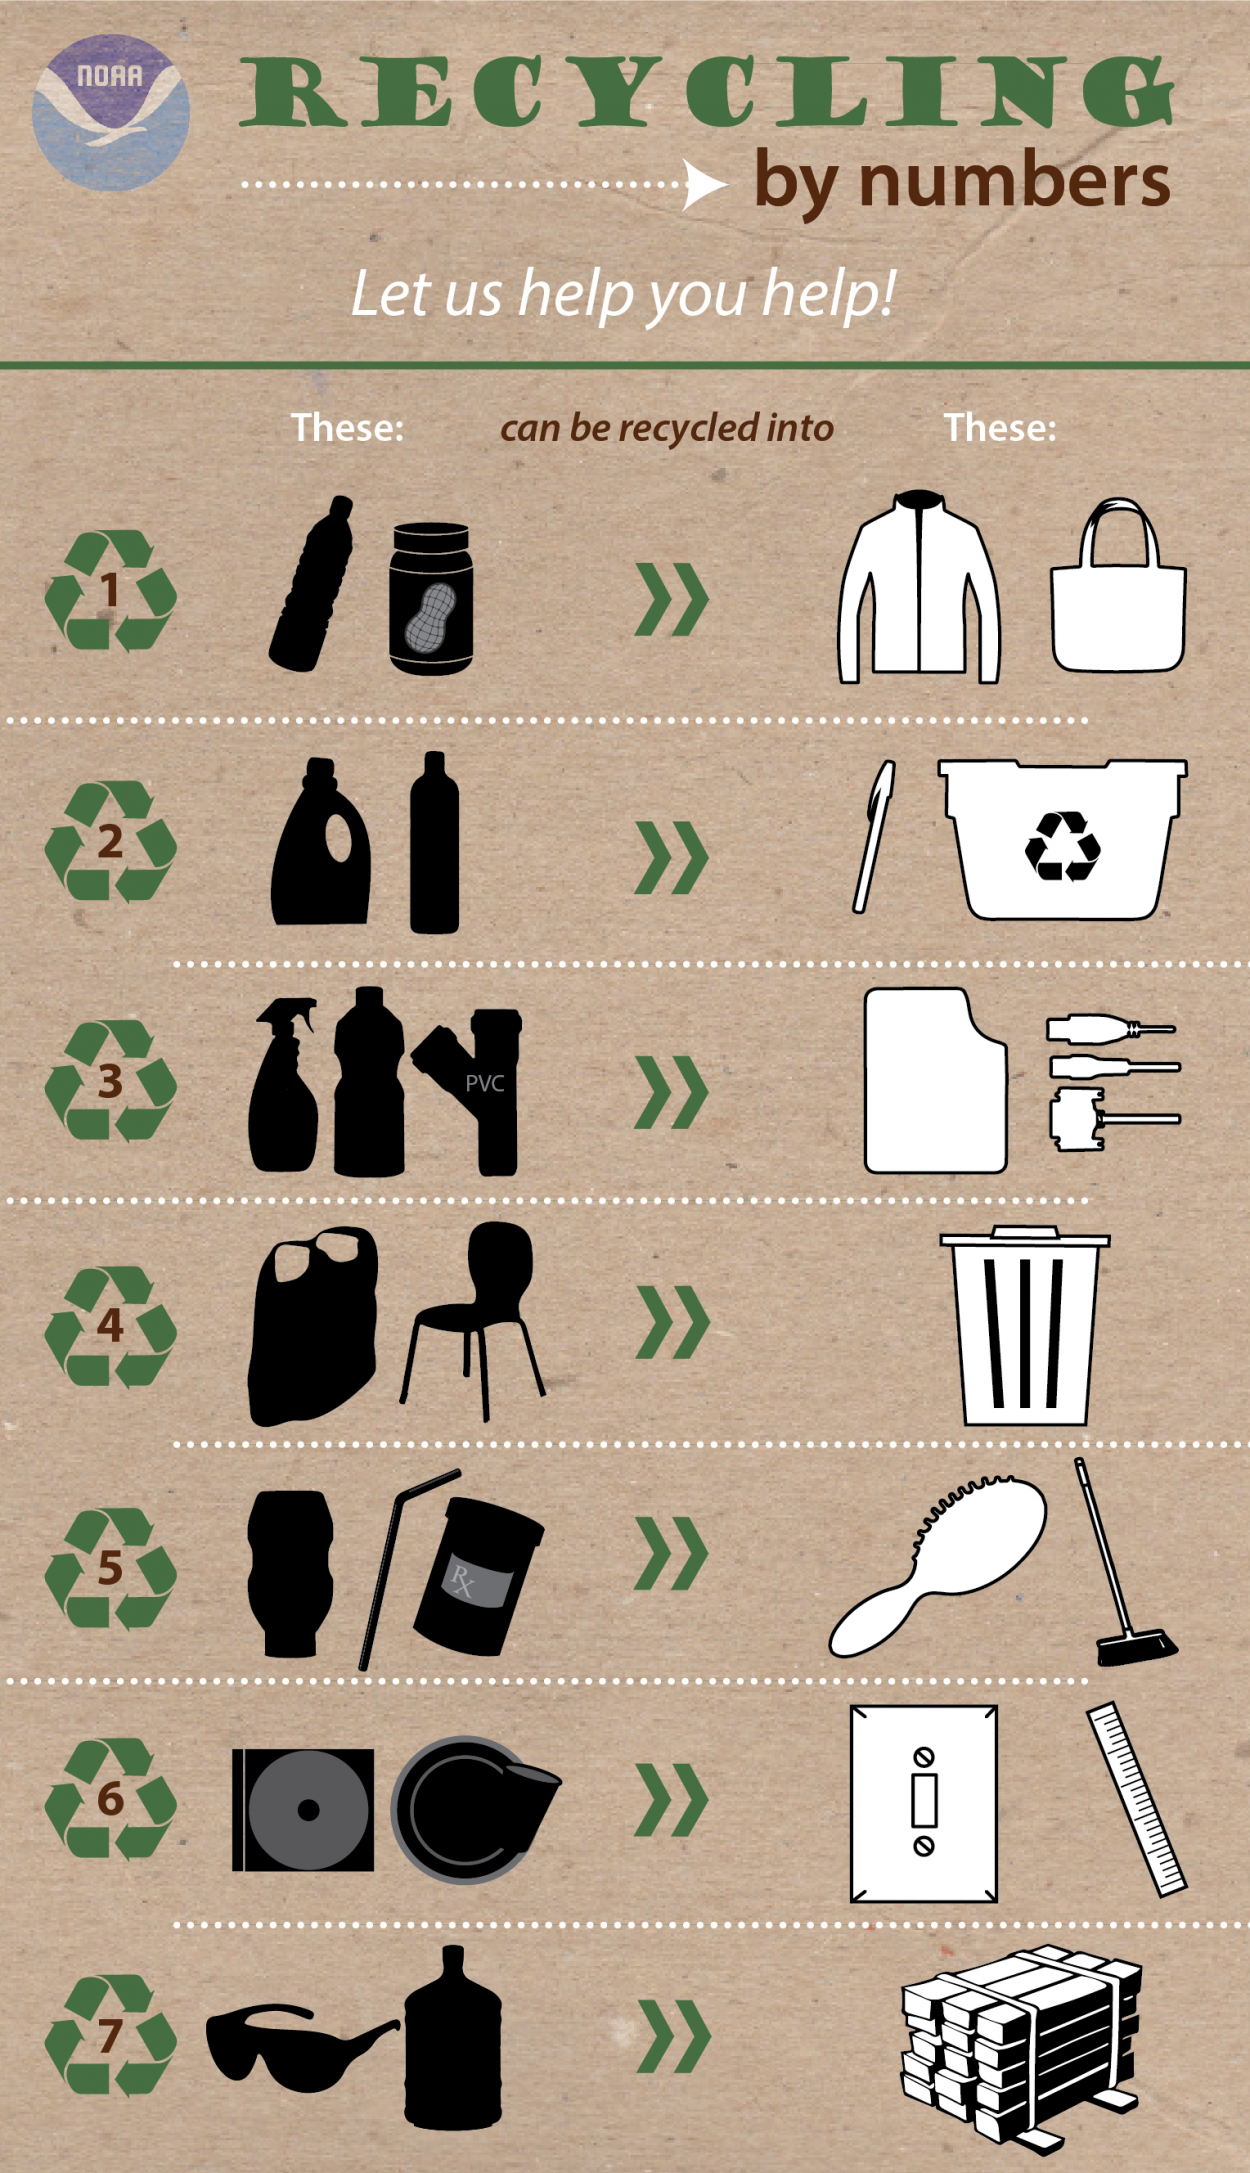 NOAA
RECYCLING
by numbers
Let us help you help!
These: can be recycled into These:
1
2
3
PVC
4
5
Rx
6
7